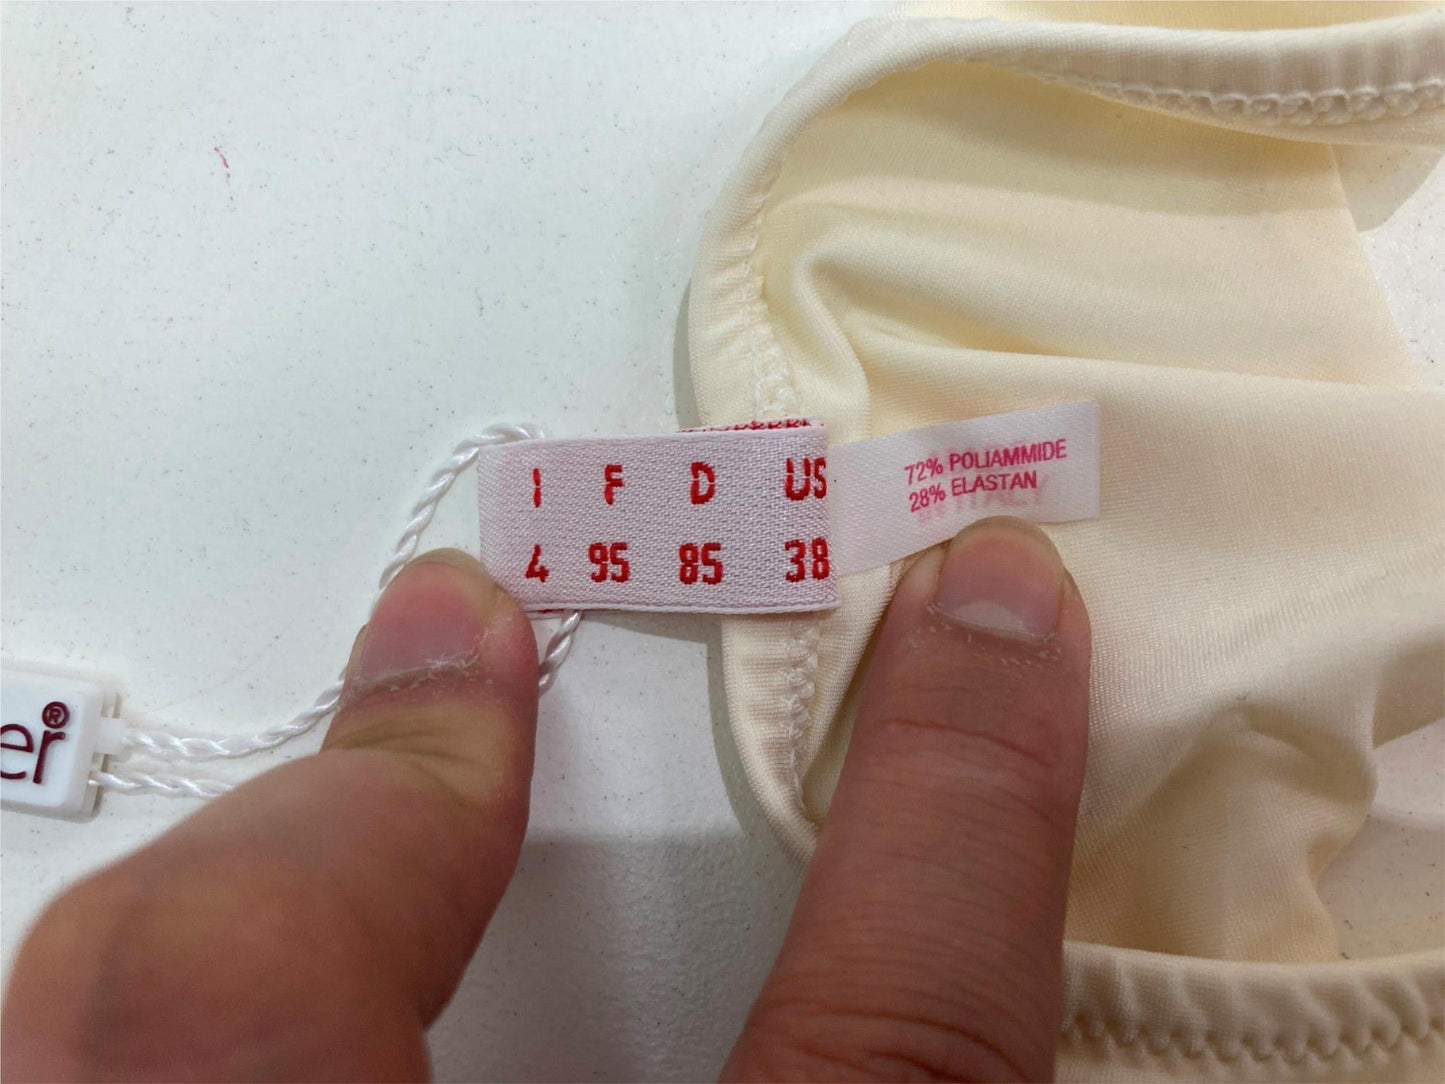 I F D US
4 95 85 38
72% POLIAMMIDE
28% ELASTAN
er®